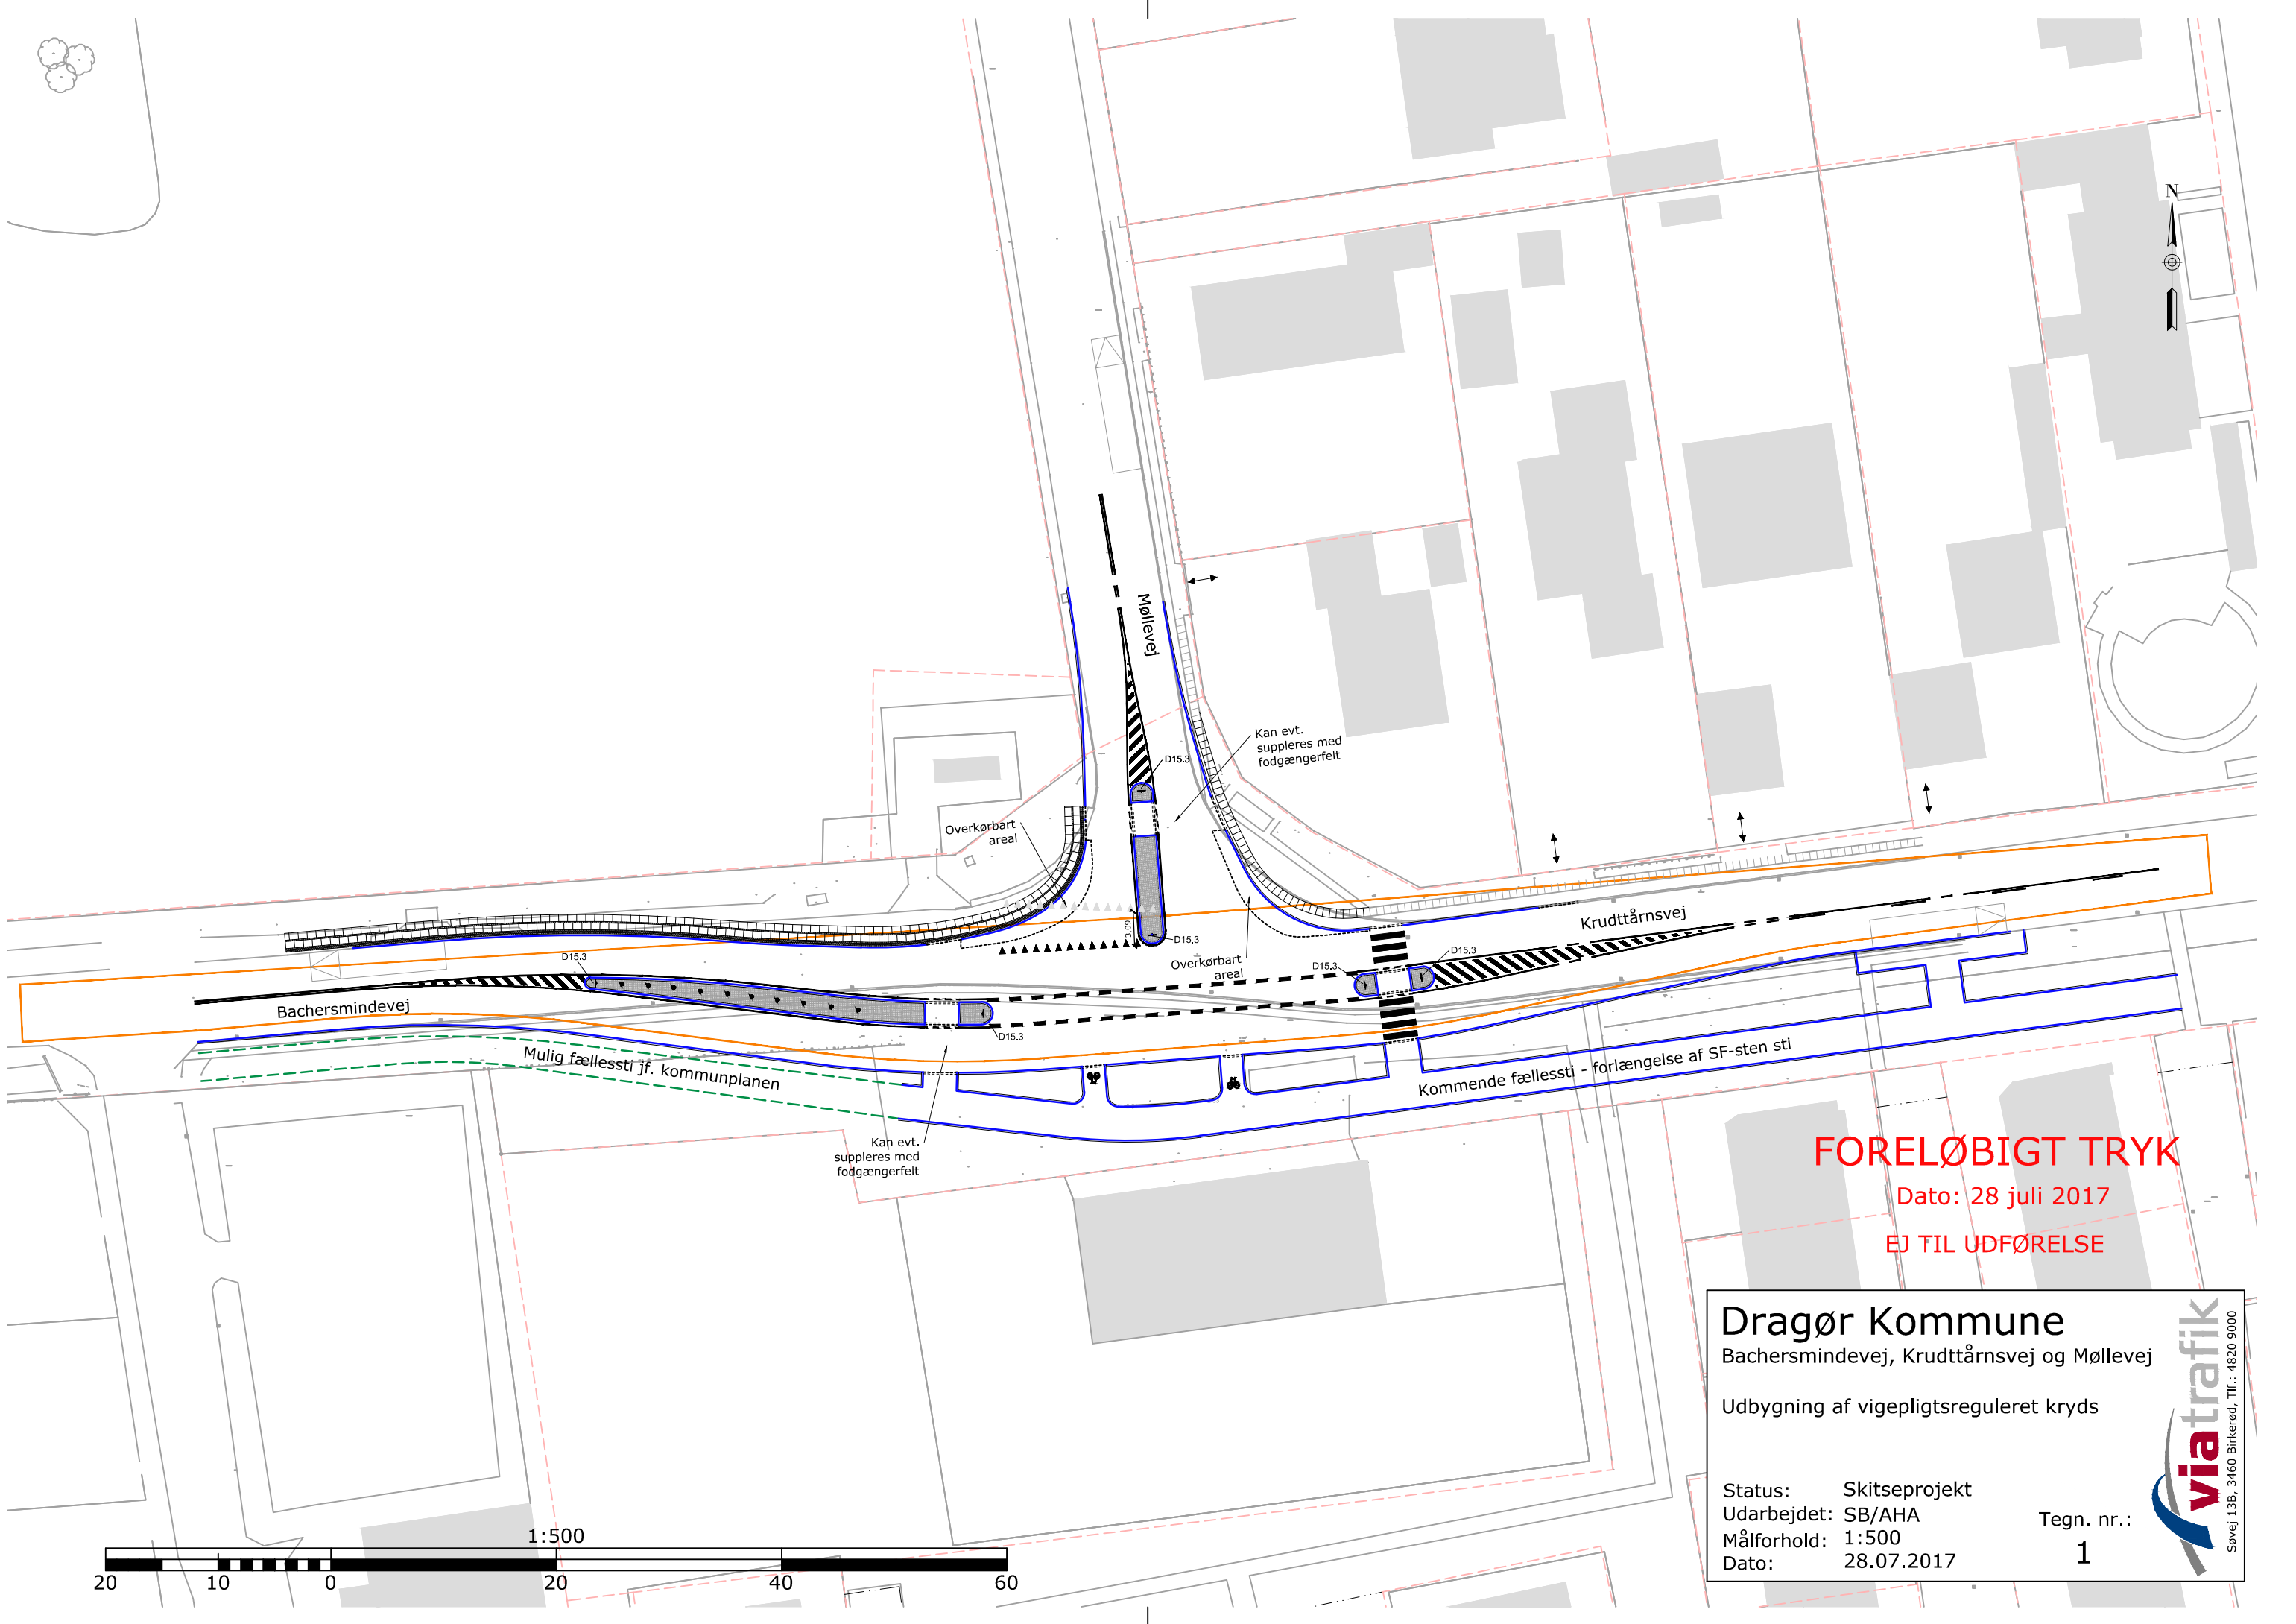 N
Møllevej
Kan evt.
suppleres med
fodgængerfelt
D15.3
Overkørbart
areal
3,09
D15,3
Krudttårnsvej
D15.3
Overkørbart
areal
D15.3
D15.3
Bachersmindevej
D15,3
Mulig fællessti jf. kommunplanen
Kommende fællessti - forlængelse af SF-sten sti
Kan evt.
suppleres med
fodgængerfelt
FORELØBIGT TRYK
Dato: 28 juli 2017
EJ TIL UDFØRELSE
Dragør Kommune
Bachersmindevej, Krudttårnsvej og Møllevej
Udbygning af vigepligtsreguleret kryds
Status: Skitseprojekt
Udarbejdet: SB/AHA
Målforhold: 1:500
Dato: 28.07.2017
Tegn. nr.:
1
viatrafik
Søvej 13B, 3460 Birkerød, Tlf.: 4820 9000
1:500
20 10 0 20 40 60